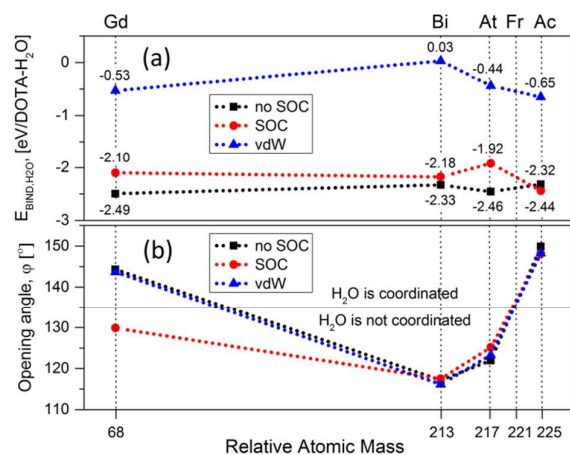 Gd Bi At Fr Ac
(a)
0.03
-0.53 -0.44 -0.65
no SOC
SOC
vdW
-2.10 -2.18 -1.92 -2.32
-2.49 -2.33 -2.46 -2.44
0
-1
-2
-3
E_BIND,H2O, [eV/DOTA-H₂O]
(b)
no SOC
SOC
vdW
H₂O is coordinated
H₂O is not coordinated
150
140
130
120
110
Opening angle, φ [°]
68 213 217 221 225
Relative Atomic Mass